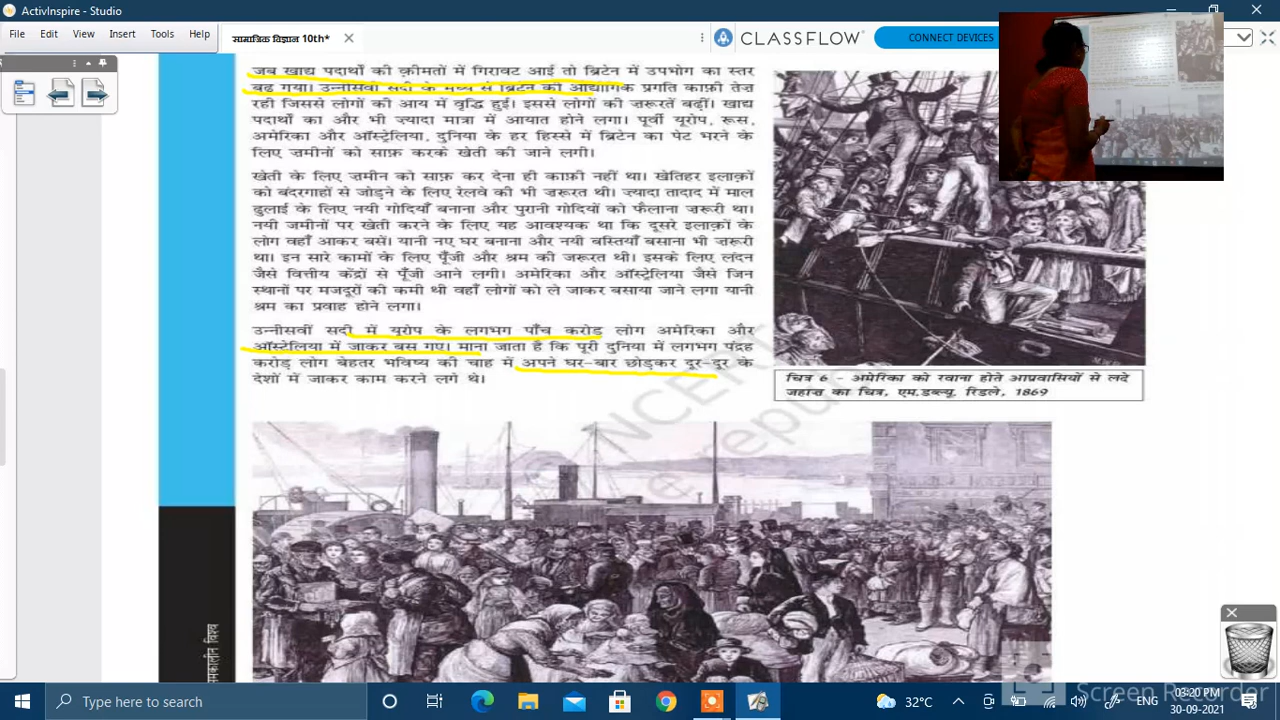 ActivInspire - Studio
File Edit View Insert Tools Help
सामाजिक विज्ञान 10th*
CLASSFLOW
CONNECT DEVICES
जब खाद्य पदार्थों की क़ीमतों में गिरावट आई तो ब्रिटेन में उपभोग का स्तर
बढ़ गया। उन्नीसवीं सदी के मध्य से ब्रिटेन की औद्योगिक प्रगति काफ़ी तेज़
रही जिससे लोगों की आय में वृद्धि हुई। इससे लोगों की ज़रूरतें बढ़ीं। खाद्य
पदार्थों का और भी ज़्यादा मात्रा में आयात होने लगा। पूर्वी यूरोप, रूस,
अमेरिका और ऑस्ट्रेलिया, दुनिया के हर हिस्से में ब्रिटेन का पेट भरने के
लिए ज़मीनों को साफ़ करके खेती की जाने लगी।
खेती के लिए ज़मीन को साफ़ कर देना ही काफ़ी नहीं था। खेतिहर इलाक़ों
को बंदरगाहों से जोड़ने के लिए रेलवे की भी ज़रूरत थी। ज़्यादा तादाद में माल
ढुलाई के लिए नयी गोदियाँ बनाना और पुरानी गोदियों को फैलाना ज़रूरी था।
नयी जमीनों पर खेती करने के लिए यह आवश्यक था कि दूसरे इलाक़ों के
लोग वहाँ आकर बसें। यानी नए घर बनाना और नयी बस्तियाँ बसाना भी ज़रूरी
था। इन सारे कामों के लिए पूँजी और श्रम की जरूरत थी। इसके लिए लंदन
जैसे वित्तीय केंद्रों से पूँजी आने लगी। अमेरिका और ऑस्ट्रेलिया जैसे जिन
स्थानों पर मजदूरों की कमी थी वहाँ लोगों को ले जाकर बसाया जाने लगा यानी
श्रम का प्रवाह होने लगा।
उन्नीसवीं सदी में यूरोप के लगभग पाँच करोड़ लोग अमेरिका और
ऑस्ट्रेलिया में जाकर बस गए। माना जाता है कि पूरी दुनिया में लगभग पंद्रह
करोड़ लोग बेहतर भविष्य की चाह में अपने घर-बार छोड़कर दूर-दूर के
देशों में जाकर काम करने लगे थे।
चित्र 6 - अमेरिका को रवाना होते आप्रवासियों से लदे
जहाज़ का चित्र, एम.डब्ल्यू. रिडले, 1869
NCERT
republi
समकालीन विश्व
Type here to search
32°C
ENG
03:20 PM
30-09-2021
Screen Recorder